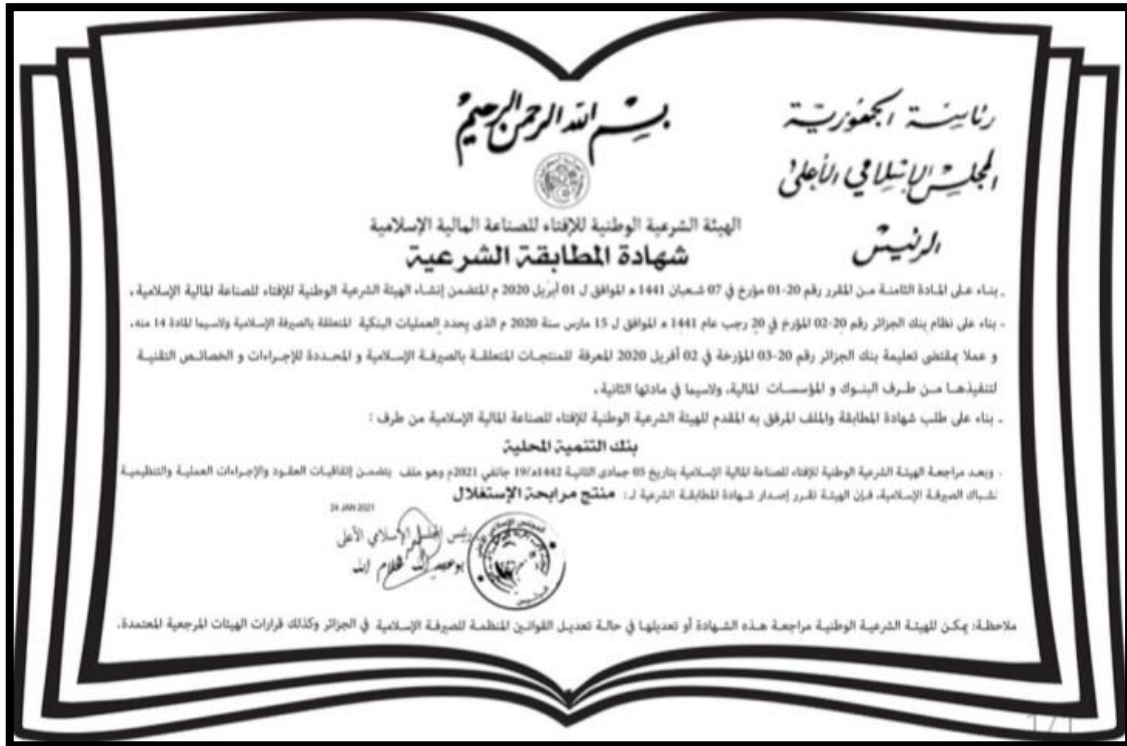 رئاسة الجمهورية
المجلس الإسلامي الأعلى
الرئيس
بسم الله الرحمن الرحيم
الهيئة الشرعية الوطنية للإفتاء للصناعة المالية الإسلامية
شهادة المطابقة الشرعية
ـ بناء على المادة الثامنة من المقرر رقم 20-01 مؤرخ في 07 شعبان 1441 ه الموافق ل 01 أبريل 2020 م المتضمن إنشاء الهيئة الشرعية الوطنية للإفتاء للصناعة المالية الإسلامية ،
- بناء على نظام بنك الجزائر رقم 20-02 المؤرخ في 20 رجب عام 1441 ه الموافق ل 15 مارس سنة 2020 م الذي يحدد العمليات البنكية المتعلقة بالصيرفة الإسلامية ولاسيما المادة 14 منه،
و عملا بمقتضى تعليمة بنك الجزائر رقم 20-03 المؤرخة في 02 أفريل 2020 المعرفة للمنتجات المتعلقة بالصيرفة الإسلامية و المحددة للإجراءات و الخصائص التقنية
لتنفيذها من طرف البنوك و المؤسسات المالية، ولاسيما في مادتها الثانية ،
ـ بناء على طلب شهادة المطابقة والملف المرفق به المقدم للهيئة الشرعية الوطنية للإفتاء للصناعة المالية الإسلامية من طرف :
بنك التنمية المحلية
ـ وبعد مراجعة الهيئة الشرعية الوطنية للإفتاء للصناعة المالية الإسلامية بتاريخ 05 جمادى الثانية 1442ه/19 جانفي 2021م وهو ملف يتضمن إتفاقيات العقود والإجراءات العملية والتنظيمية
لشباك الصيرفة الإسلامية، فإن الهيئة تقرر إصدار شهادة المطابقة الشرعية لـ: منتج مرابحة الإستغلال
24 JAN 2021
رئيس المجلس الإسلامي الأعلى
بوعبد الله غلام الله
ملاحظة: يمكن للهيئة الشرعية الوطنية مراجعة هذه الشهادة أو تعديلها في حالة تعديل القوانين المنظمة للصيرفة الإسلامية في الجزائر وكذلك قرارات الهيئات المرجعية المعتمدة.
171